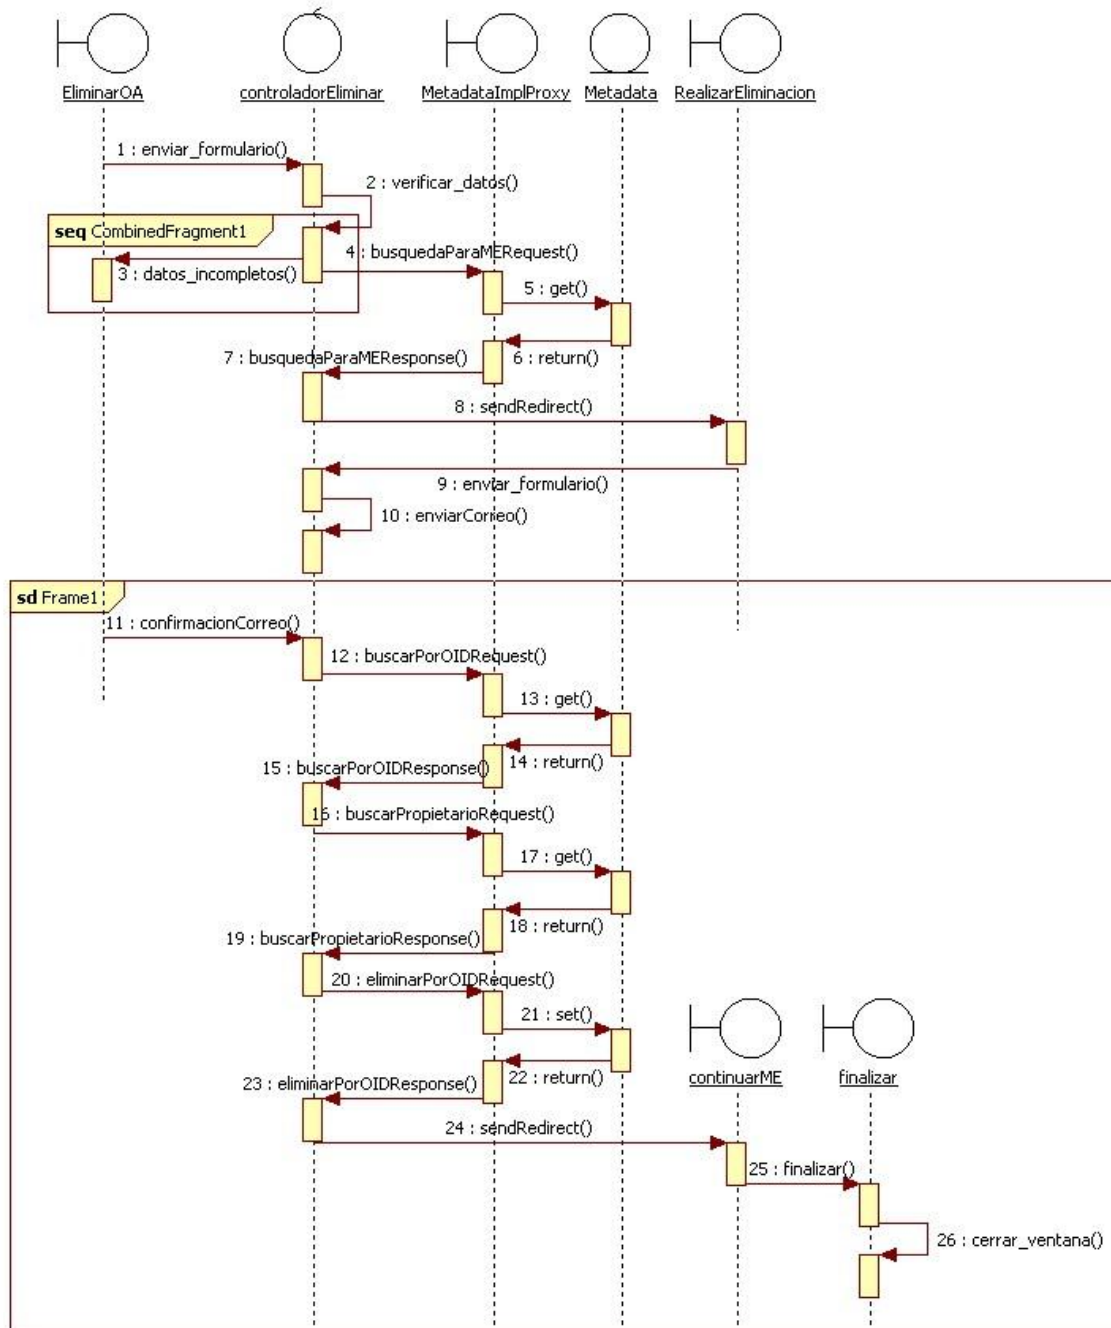 EliminarOA
controladorEliminar
MetadataImplProxy
Metadata
RealizarEliminacion
1 : enviar_formulario()
2 : verificar_datos()
seq CombinedFragment1
4 : busquedaParaMERequest()
3 : datos_incompletos()
5 : get()
7 : busquedaParaMEResponse()
6 : return()
8 : sendRedirect()
9 : enviar_formulario()
10 : enviarCorreo()
sd Frame1
11 : confirmacionCorreo()
12 : buscarPorOIDRequest()
13 : get()
14 : return()
15 : buscarPorOIDResponse()
16 : buscarPropietarioRequest()
17 : get()
18 : return()
19 : buscarPropietarioResponse()
20 : eliminarPorOIDRequest()
21 : set()
continuarME
finalizar
22 : return()
23 : eliminarPorOIDResponse()
24 : sendRedirect()
25 : finalizar()
26 : cerrar_ventana()